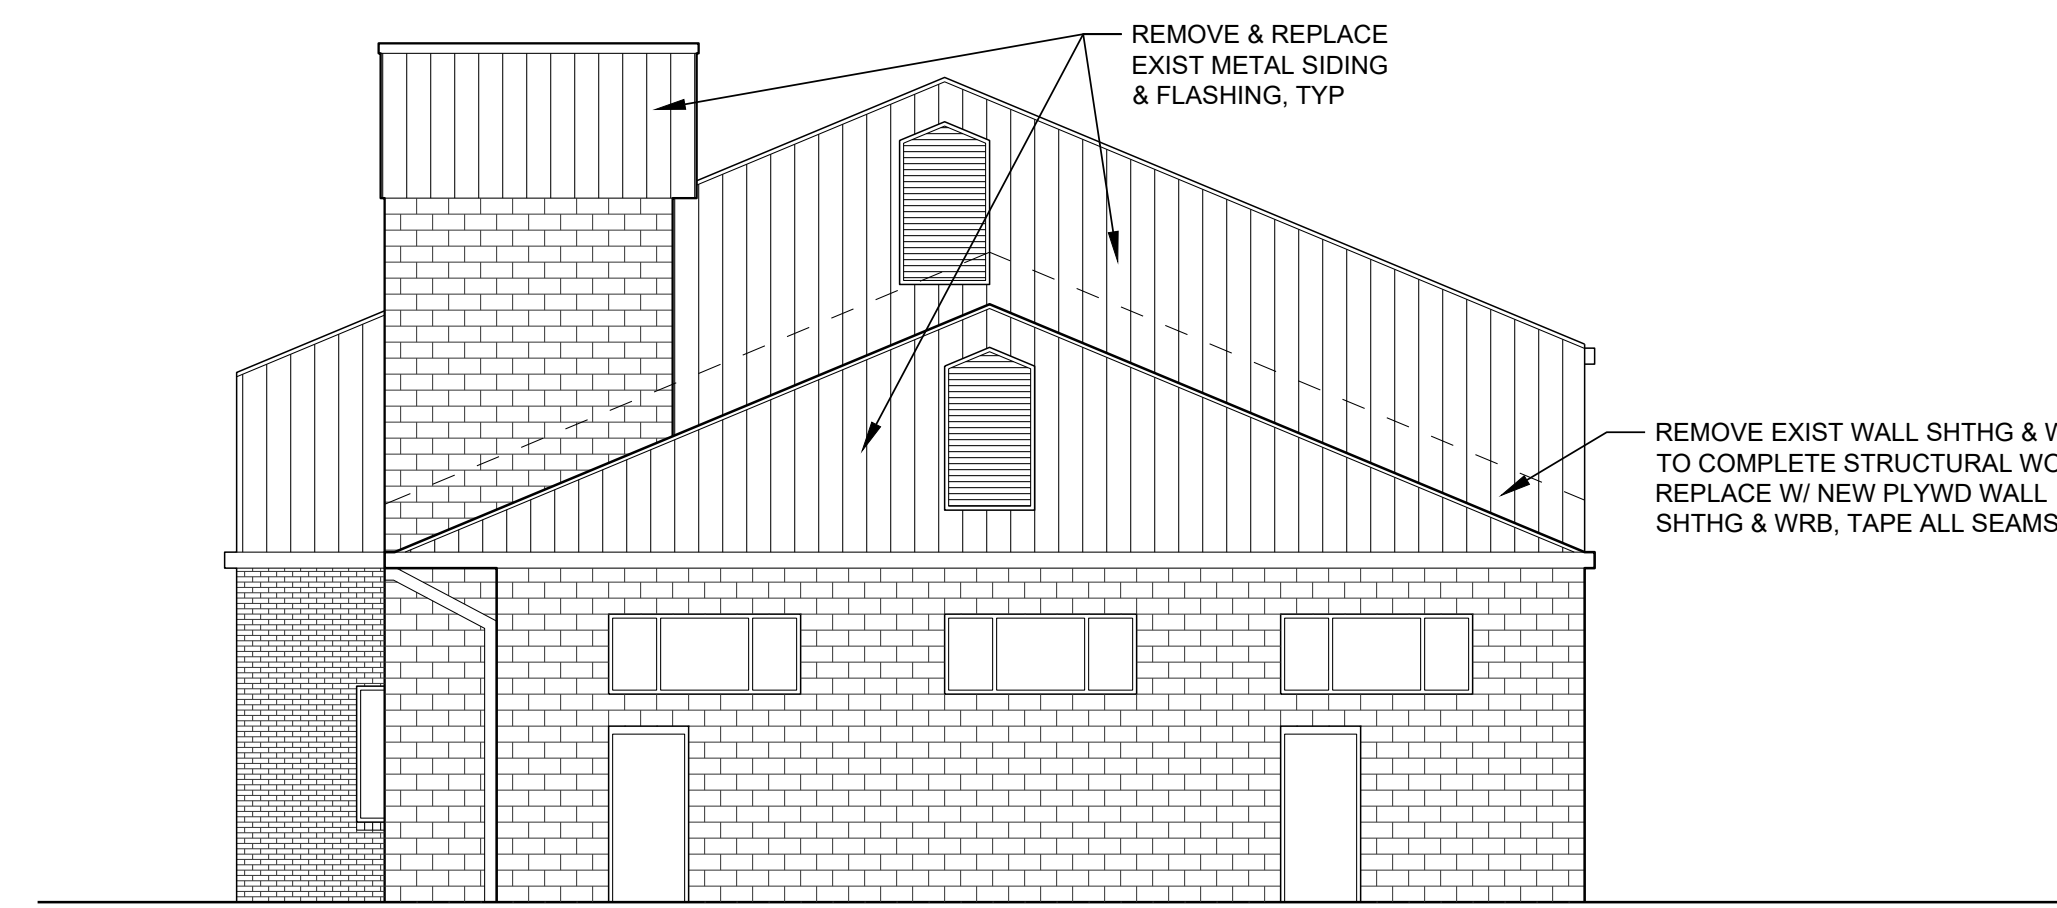 REMOVE & REPLACE
EXIST METAL SIDING
& FLASHING, TYP
REMOVE EXIST WALL SHTHG &
TO COMPLETE STRUCTURAL
REPLACE W/ NEW PLYWD WALL
SHTHG & WRB, TAPE ALL SEAMS